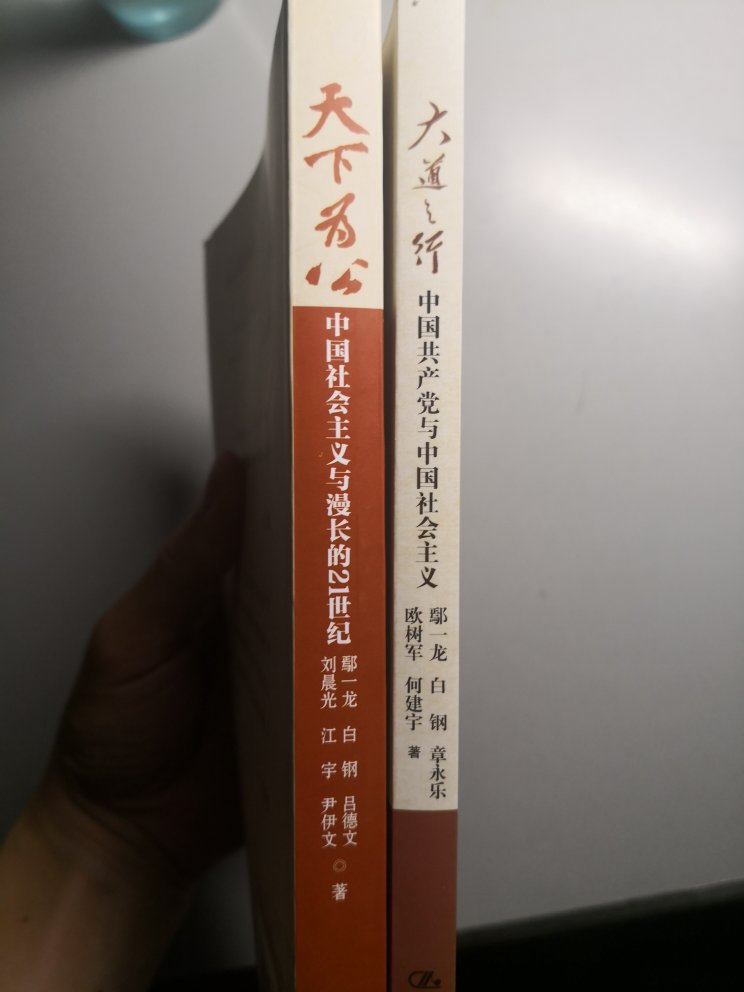 天下为公
中国社会主义与漫长的21世纪
鄢一龙 白 钢 吕德文
刘晨光 江 宇 尹伊文
◎
著
大道之行
中国共产党与中国社会主义
鄢一龙 白 钢 章永乐
欧树军 何建宇
著